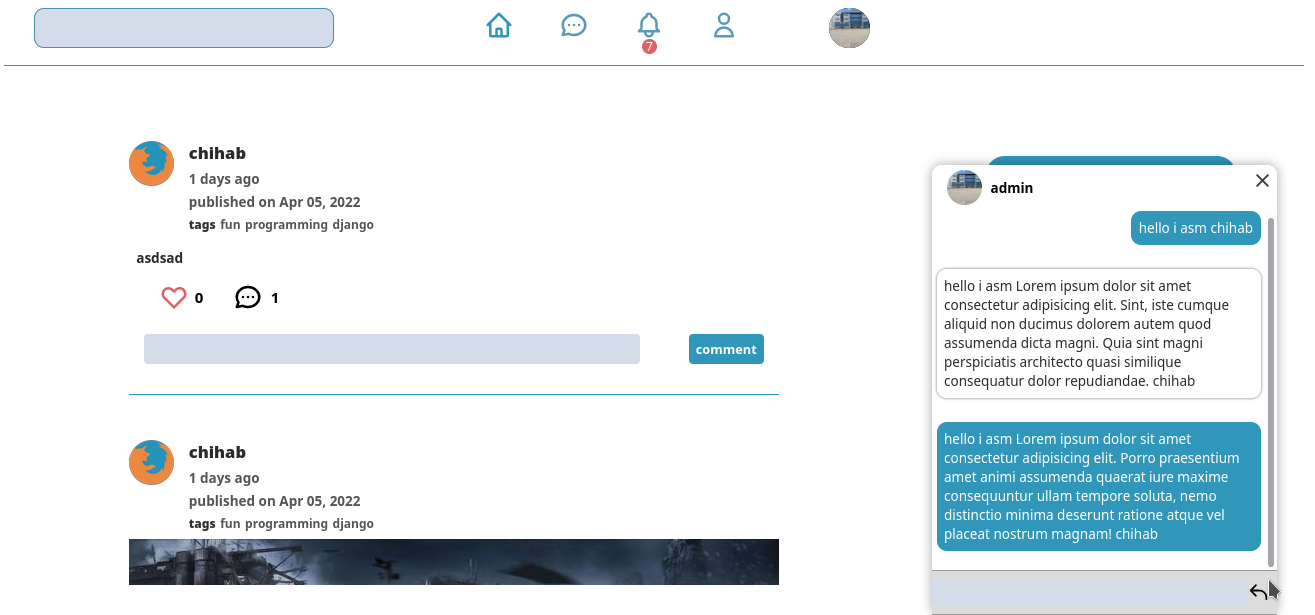 7
chihab
1 days ago
published on Apr 05, 2022
tags fun programming django
asdsad
0 1
comment
chihab
1 days ago
published on Apr 05, 2022
tags fun programming django
admin
hello i asm chihab
hello i asm Lorem ipsum dolor sit amet
consectetur adipisicing elit. Sint, iste cumque
aliquid non ducimus dolorem autem quod
assumenda dicta magni. Quia sint magni
perspiciatis architecto quasi similique
consequatur dolor repudiandae. chihab
hello i asm Lorem ipsum dolor sit amet
consectetur adipisicing elit. Porro praesentium
amet animi assumenda quaerat iure maxime
consequuntur ullam tempore soluta, nemo
distinctio minima deserunt ratione atque vel
placeat nostrum magnam! chihab